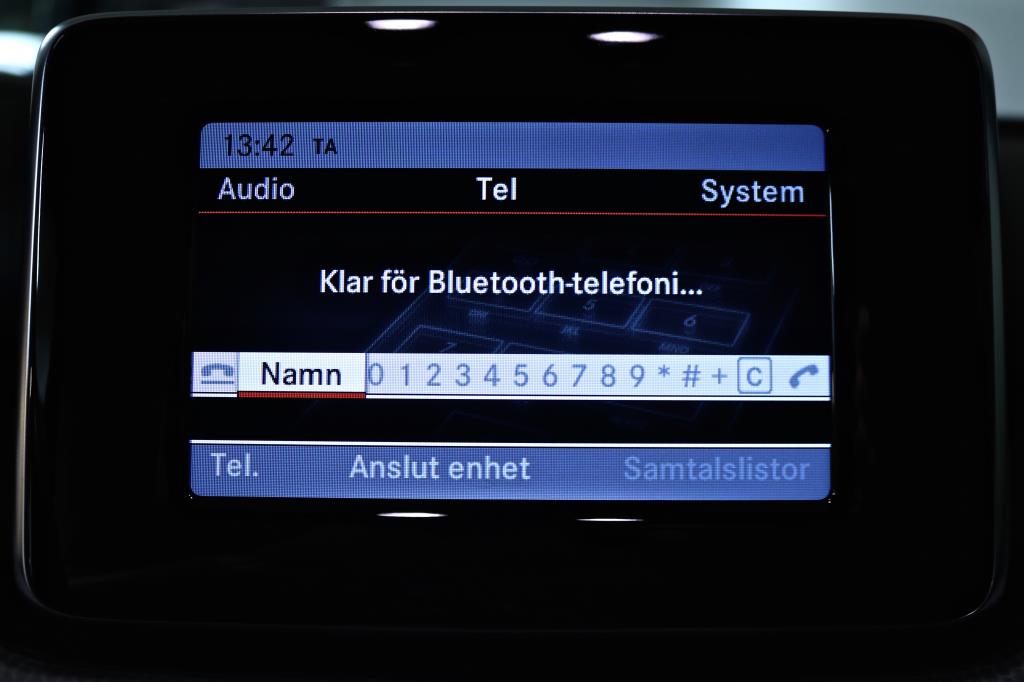 13:42 TA
Audio Tel System
Klar för Bluetooth-telefoni...
Namn 0 1 2 3 4 5 6 7 8 9 * # + C
Tel. Anslut enhet Samtalslistor